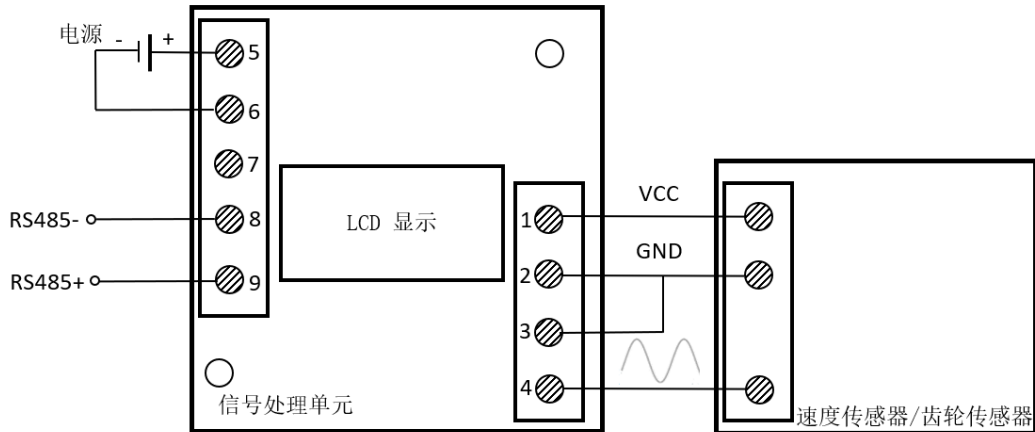 电源 - +
5
6
7
RS485- 8
RS485+ 9
LCD 显示
1 VCC
2 GND
3
4
信号处理单元
速度传感器/齿轮传感器